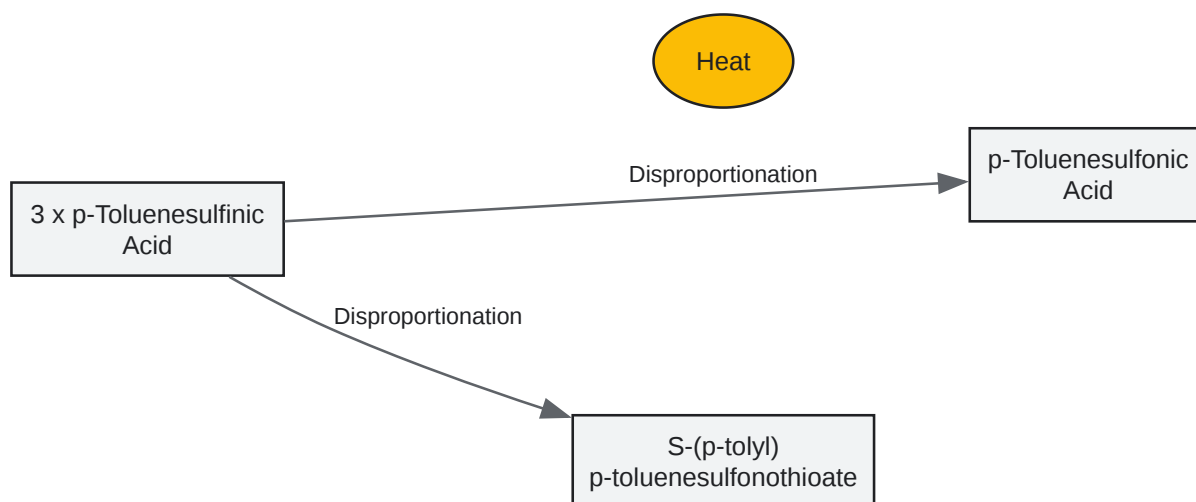 Heat
p-Toluenesulfonic
Acid
Disproportionation
3 x p-Toluenesulfinic
Acid
Disproportionation
S-(p-tolyl)
p-toluenesulfonothioate